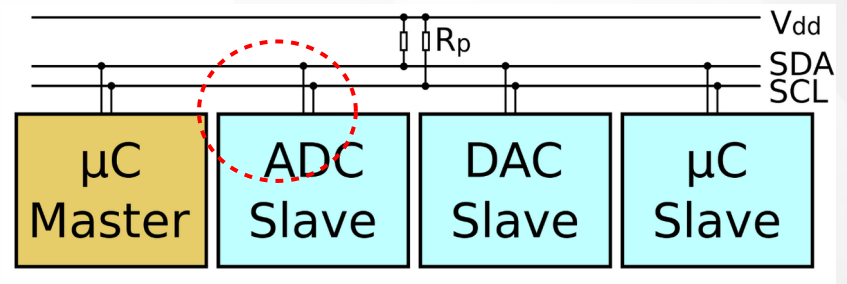 Vdd
Rp
SDA
SCL
µC
Master
ADC
Slave
DAC
Slave
µC
Slave